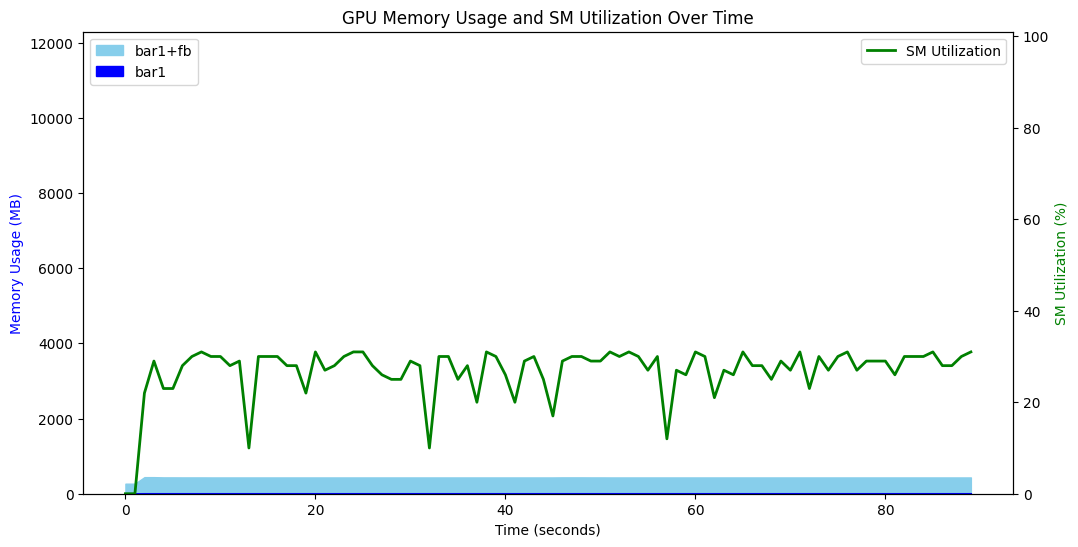 GPU Memory Usage and SM Utilization Over Time
bar1+fb
bar1
SM Utilization
Memory Usage (MB)
12000
10000
8000
6000
4000
2000
0
SM Utilization (%)
100
80
60
40
20
0
0 20 40 60 80
Time (seconds)